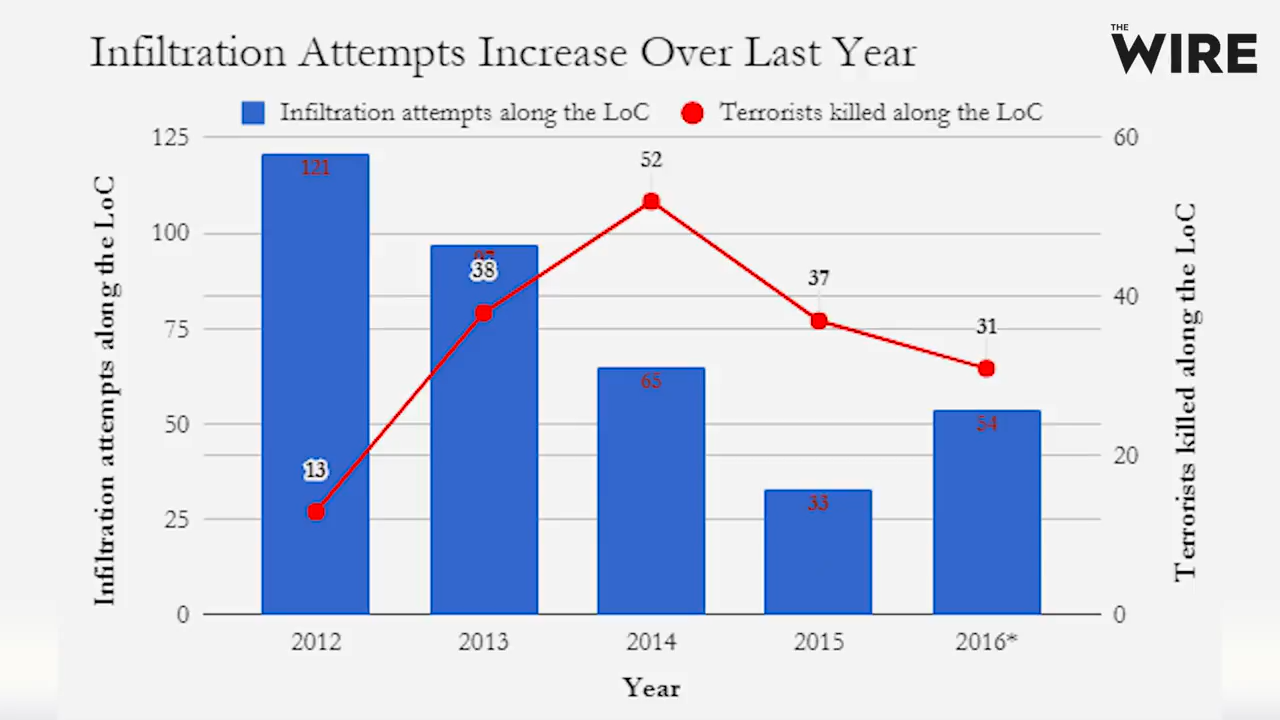 Infiltration Attempts Increase Over Last Year
THE
WIRE
Infiltration attempts along the LoC
Terrorists killed along the LoC
125
100
75
50
25
0
Infiltration attempts along the LoC
60
40
20
0
Terrorists killed along the LoC
121
13
38
52
65
37
33
31
54
2012 2013 2014 2015 2016*
Year